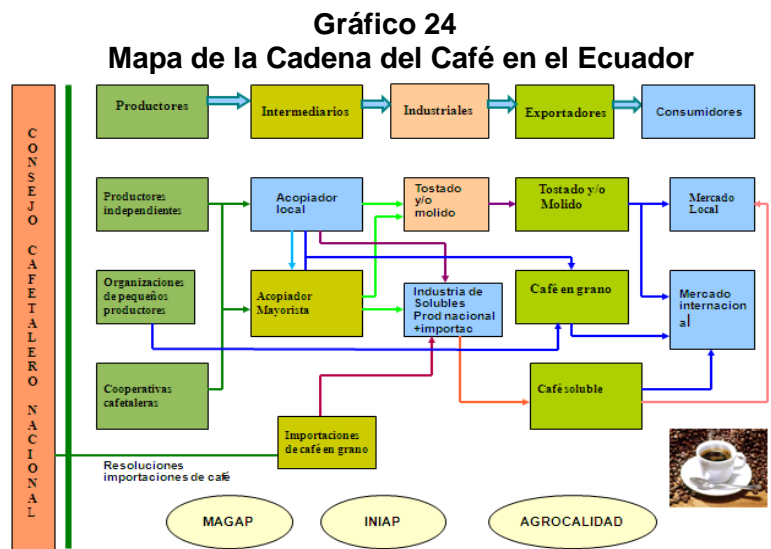 Gráfico 24
Mapa de la Cadena del Café en el Ecuador
CONSEJO CAFETALERO NACIONAL
Productores
Intermediarios
Industriales
Exportadores
Consumidores
Productores
independientes
Acopiador
local
Tostado
y/o
molido
Tostado y/o
Molido
Mercado
Local
Organizaciones
de pequeños
productores
Acopiador
Mayorista
Industria de
Solubles
Prod nacional
+importac
Café en grano
Mercado
internaciona
al
Cooperativas
cafetaleras
Café soluble
Importaciones
de café en grano
Resoluciones
importaciones de café
MAGAP
INIAP
AGROCALIDAD